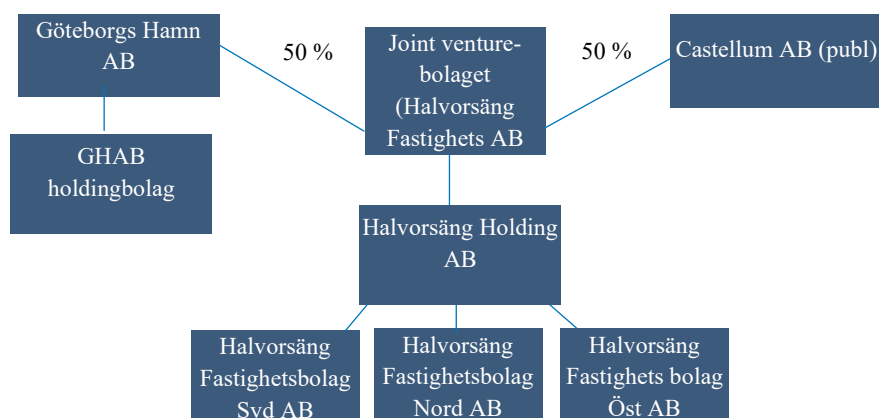 Göteborgs Hamn
AB
50 %
Joint venture-
bolaget
(Halvorsäng
Fastighets AB
50 %
Castellum AB (publ)
GHAB
holdingbolag
Halvorsäng Holding
AB
Halvorsäng
Fastighetsbolag
Syd AB
Halvorsäng
Fastighetsbolag
Nord AB
Halvorsäng
Fastighets bolag
Öst AB